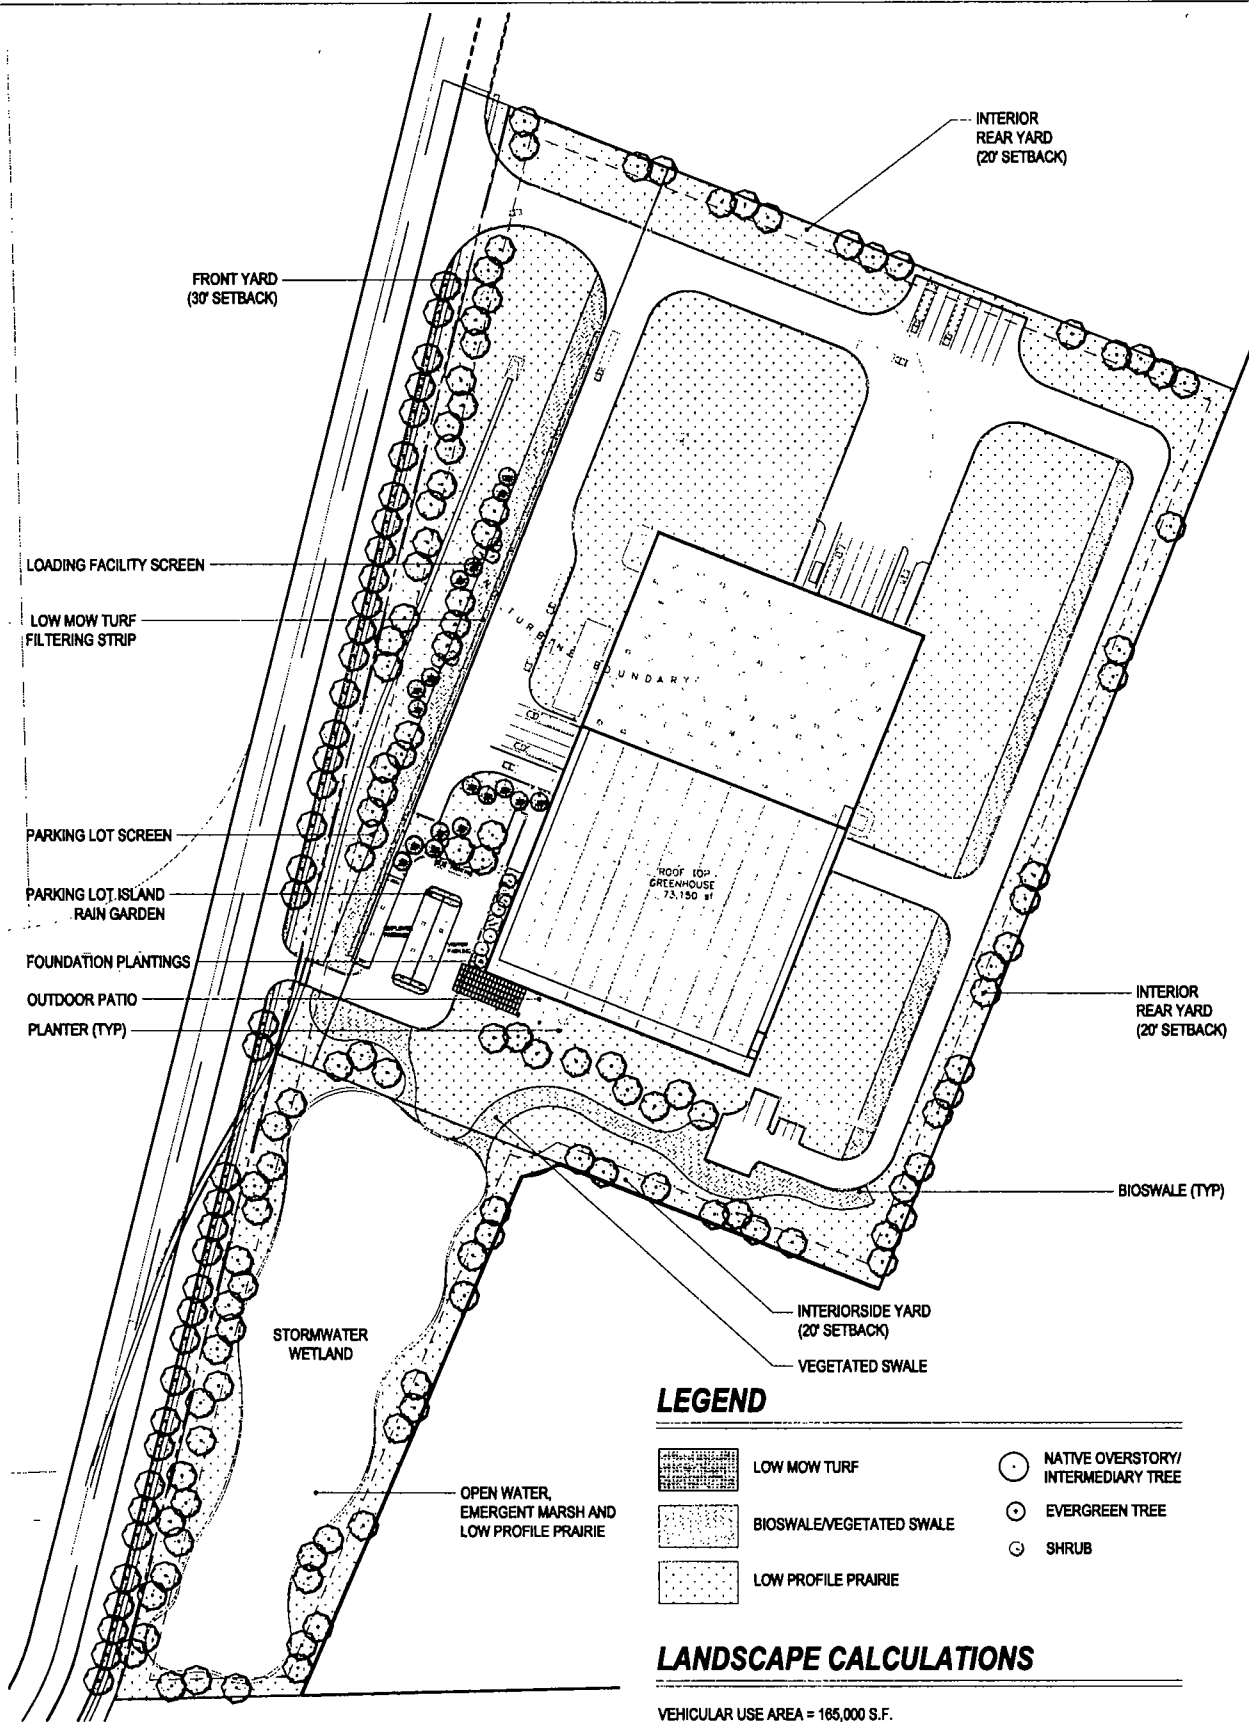 INTERIOR
REAR YARD
(20' SETBACK)
FRONT YARD
(30' SETBACK)
LOADING FACILITY SCREEN
LOW MOW TURF
FILTERING STRIP
TURBINE BOUNDARY
PARKING LOT SCREEN
PARKING LOT ISLAND
RAIN GARDEN
ROOF TOP
GREENHOUSE
73,150 sf
FOUNDATION PLANTINGS
OUTDOOR PATIO
PLANTER (TYP)
INTERIOR
REAR YARD
(20' SETBACK)
BIOSWALE (TYP)
INTERIORSIDE YARD
(20' SETBACK)
VEGETATED SWALE
STORMWATER
WETLAND
OPEN WATER,
EMERGENT MARSH AND
LOW PROFILE PRAIRIE
LEGEND
LOW MOW TURF
BIOSWALE/VEGETATED SWALE
LOW PROFILE PRAIRIE
NATIVE OVERSTORY/
INTERMEDIARY TREE
EVERGREEN TREE
SHRUB
LANDSCAPE CALCULATIONS
VEHICULAR USE AREA = 165,000 S.F.